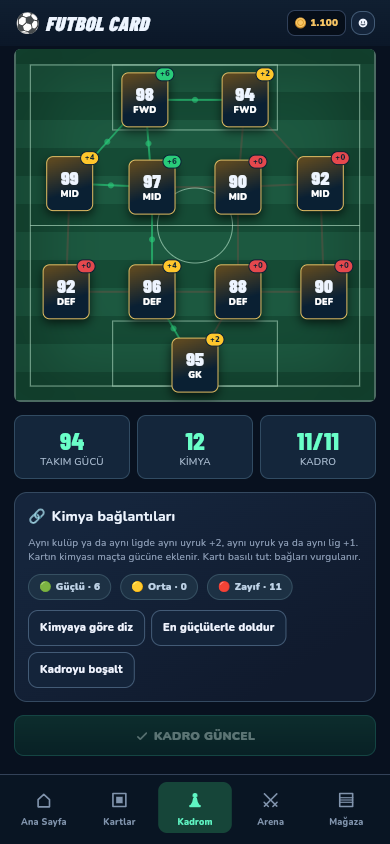 FUTBOL CARD
1.100
98
FWD
+6
94
FWD
+2
99
MID
+4
97
MID
+6
90
MID
+0
92
MID
+0
92
DEF
+0
96
DEF
+4
88
DEF
+0
90
DEF
+0
95
GK
+2
94
TAKIM GÜCÜ
12
KİMYA
11/11
KADRO
Kimya bağlantıları
Aynı kulüp ya da aynı ligde aynı uyruk +2, aynı uyruk ya da aynı lig +1.
Kartın kimyası maçta gücüne eklenir. Kartı basılı tut: bağları vurgulanır.
Güçlü · 6
Orta · 0
Zayıf · 11
Kimyaya göre diz
En güçlülerle doldur
Kadroyu boşalt
✓ KADRO GÜNCEL
Ana Sayfa
Kartlar
Kadrom
Arena
Mağaza